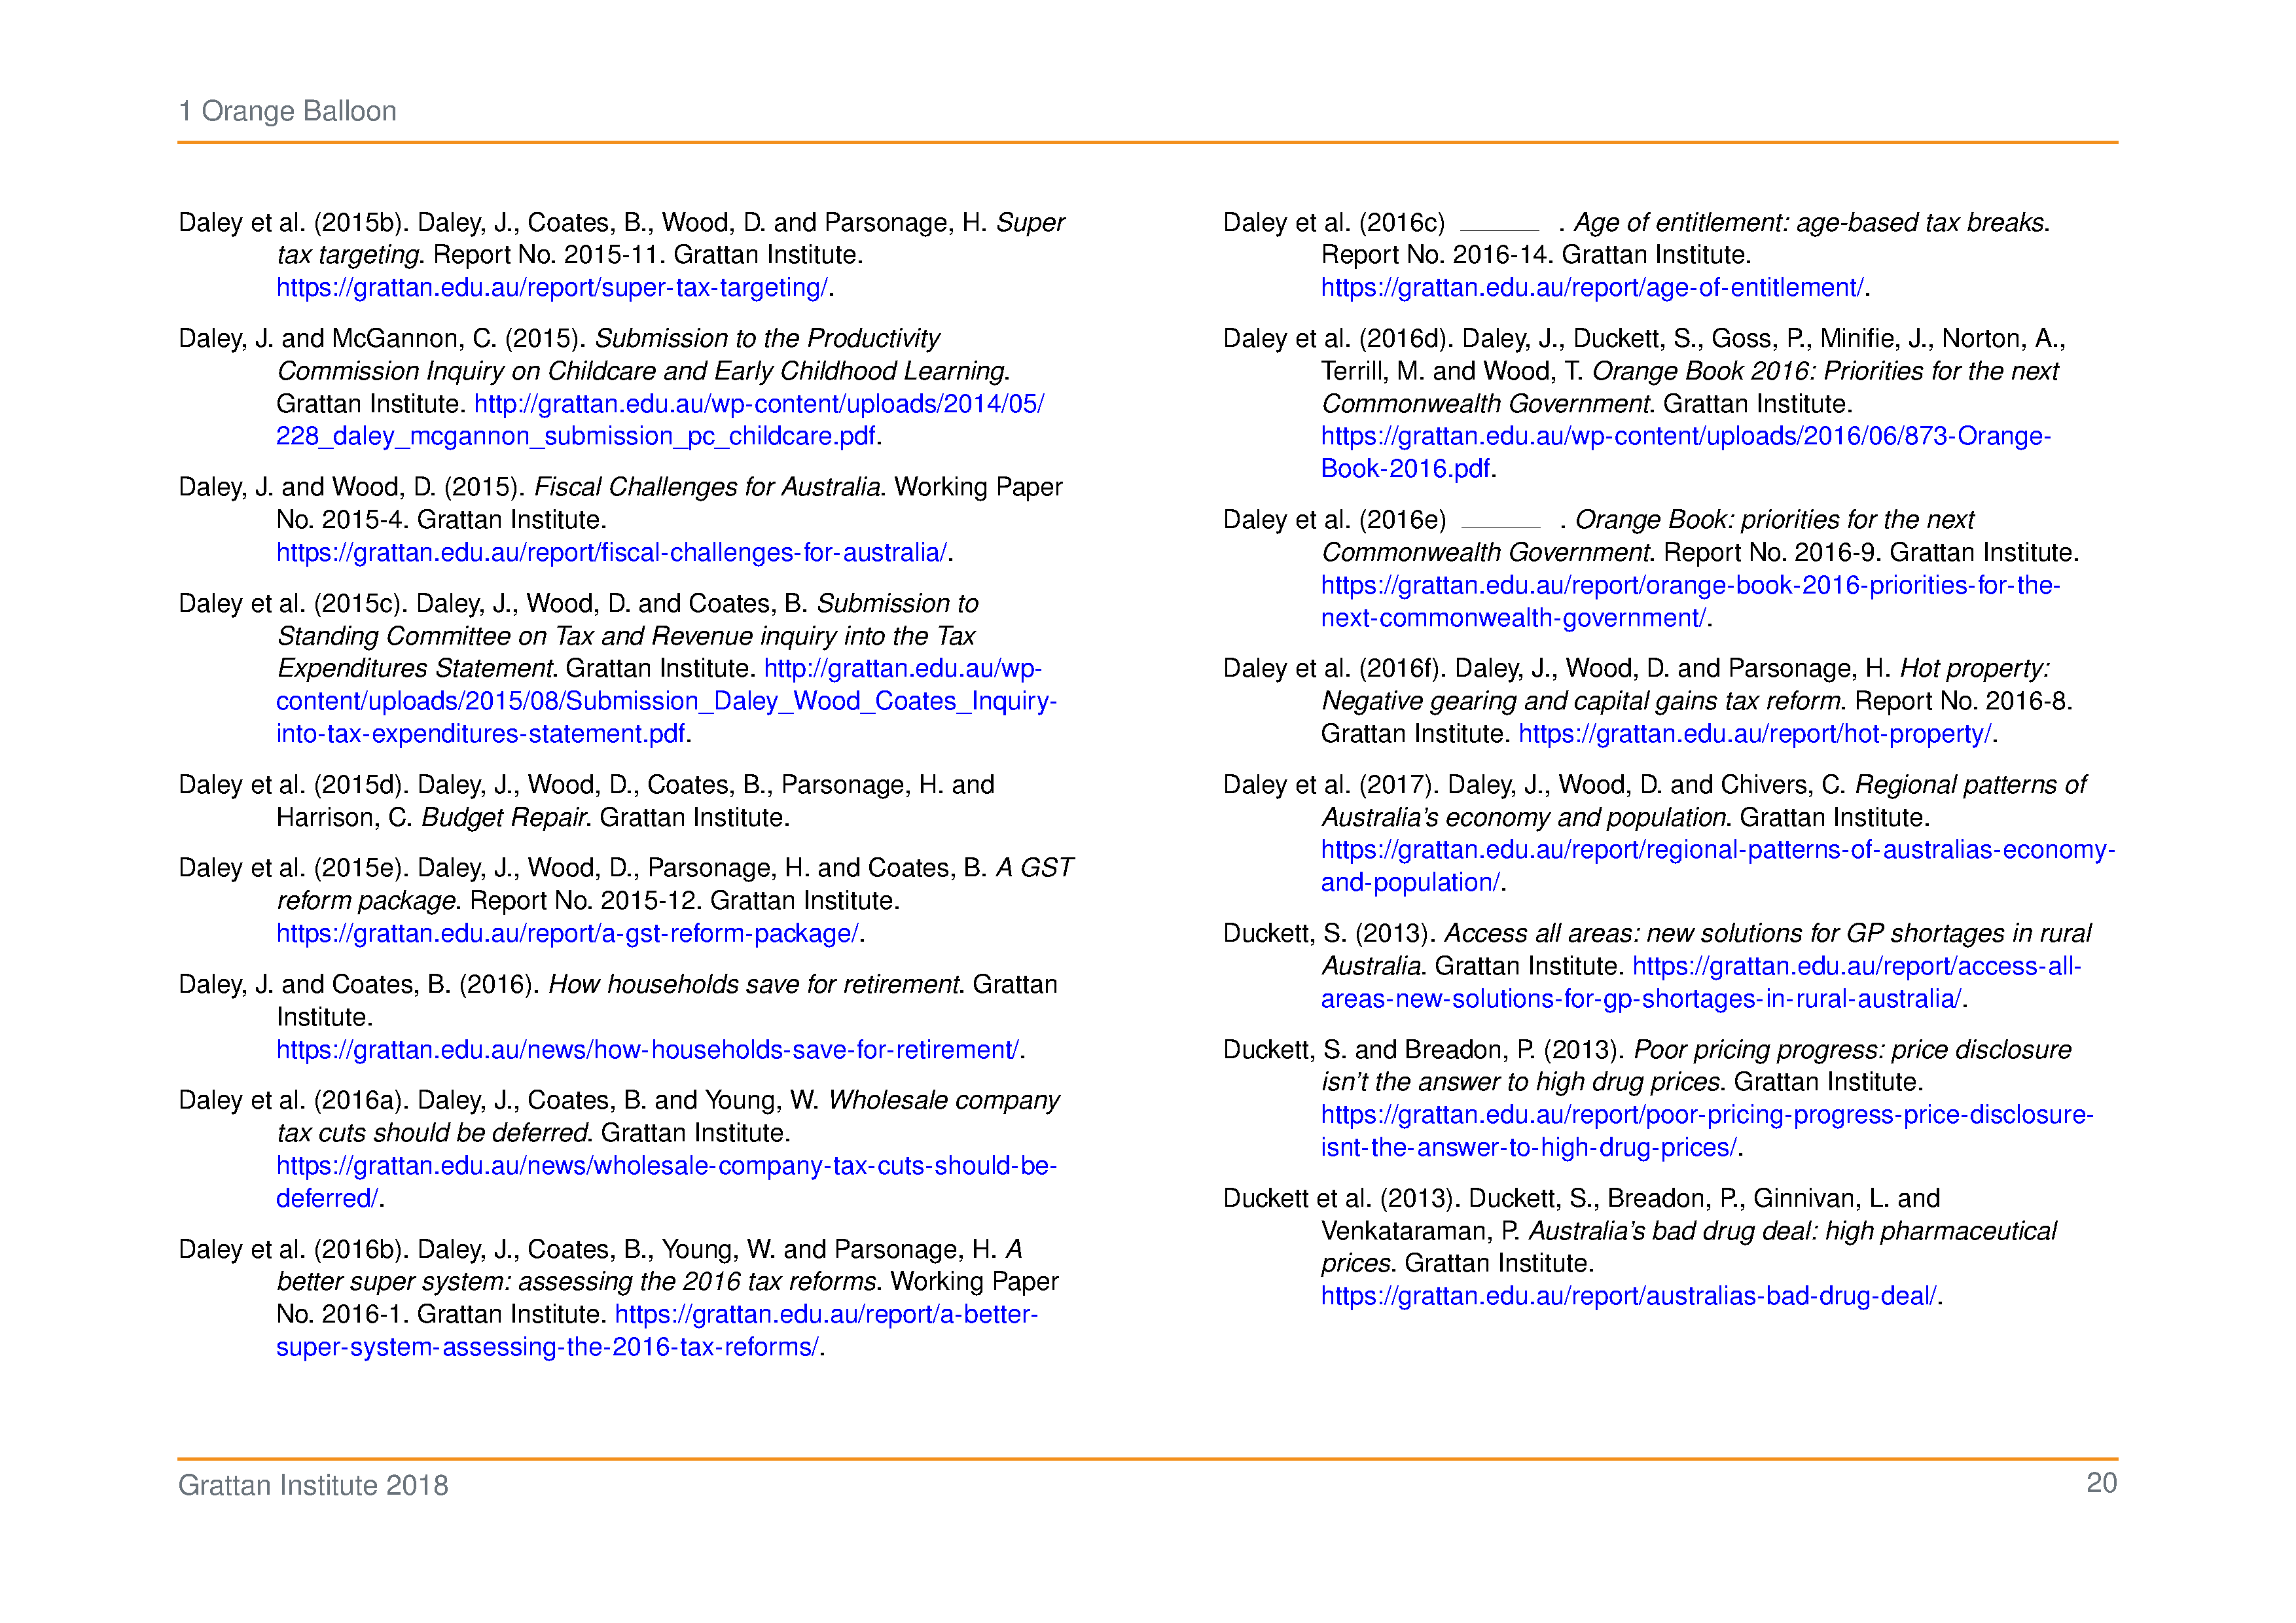 1 Orange Balloon
Daley et al. (2015b). Daley, J., Coates, B., Wood, D. and Parsonage, H. Super
tax targeting. Report No. 2015-11. Grattan Institute.
https://grattan.edu.au/report/super-tax-targeting/.
Daley, J. and McGannon, C. (2015). Submission to the Productivity
Commission Inquiry on Childcare and Early Childhood Learning.
Grattan Institute. http://grattan.edu.au/wp-content/uploads/2014/05/
228_daley_mcgannon_submission_pc_childcare.pdf.
Daley, J. and Wood, D. (2015). Fiscal Challenges for Australia. Working Paper
No. 2015-4. Grattan Institute.
https://grattan.edu.au/report/fiscal-challenges-for-australia/.
Daley et al. (2015c). Daley, J., Wood, D. and Coates, B. Submission to
Standing Committee on Tax and Revenue inquiry into the Tax
Expenditures Statement. Grattan Institute. http://grattan.edu.au/wp-
content/uploads/2015/08/Submission_Daley_Wood_Coates_Inquiry-
into-tax-expenditures-statement.pdf.
Daley et al. (2015d). Daley, J., Wood, D., Coates, B., Parsonage, H. and
Harrison, C. Budget Repair. Grattan Institute.
Daley et al. (2015e). Daley, J., Wood, D., Parsonage, H. and Coates, B. A GST
reform package. Report No. 2015-12. Grattan Institute.
https://grattan.edu.au/report/a-gst-reform-package/.
Daley, J. and Coates, B. (2016). How households save for retirement. Grattan
Institute.
https://grattan.edu.au/news/how-households-save-for-retirement/.
Daley et al. (2016a). Daley, J., Coates, B. and Young, W. Wholesale company
tax cuts should be deferred. Grattan Institute.
https://grattan.edu.au/news/wholesale-company-tax-cuts-should-be-
deferred/.
Daley et al. (2016b). Daley, J., Coates, B., Young, W. and Parsonage, H. A
better super system: assessing the 2016 tax reforms. Working Paper
No. 2016-1. Grattan Institute. https://grattan.edu.au/report/a-better-
super-system-assessing-the-2016-tax-reforms/.
Daley et al. (2016c) ______ . Age of entitlement: age-based tax breaks.
Report No. 2016-14. Grattan Institute.
https://grattan.edu.au/report/age-of-entitlement/.
Daley et al. (2016d). Daley, J., Duckett, S., Goss, P., Minifie, J., Norton, A.,
Terrill, M. and Wood, T. Orange Book 2016: Priorities for the next
Commonwealth Government. Grattan Institute.
https://grattan.edu.au/wp-content/uploads/2016/06/873-Orange-
Book-2016.pdf.
Daley et al. (2016e) ______ . Orange Book: priorities for the next
Commonwealth Government. Report No. 2016-9. Grattan Institute.
https://grattan.edu.au/report/orange-book-2016-priorities-for-the-
next-commonwealth-government/.
Daley et al. (2016f). Daley, J., Wood, D. and Parsonage, H. Hot property:
Negative gearing and capital gains tax reform. Report No. 2016-8.
Grattan Institute. https://grattan.edu.au/report/hot-property/.
Daley et al. (2017). Daley, J., Wood, D. and Chivers, C. Regional patterns of
Australia's economy and population. Grattan Institute.
https://grattan.edu.au/report/regional-patterns-of-australias-economy-
and-population/.
Duckett, S. (2013). Access all areas: new solutions for GP shortages in rural
Australia. Grattan Institute. https://grattan.edu.au/report/access-all-
areas-new-solutions-for-gp-shortages-in-rural-australia/.
Duckett, S. and Breadon, P. (2013). Poor pricing progress: price disclosure
isn't the answer to high drug prices. Grattan Institute.
https://grattan.edu.au/report/poor-pricing-progress-price-disclosure-
isnt-the-answer-to-high-drug-prices/.
Duckett et al. (2013). Duckett, S., Breadon, P., Ginnivan, L. and
Venkataraman, P. Australia's bad drug deal: high pharmaceutical
prices. Grattan Institute.
https://grattan.edu.au/report/australias-bad-drug-deal/.
Grattan Institute 2018
20